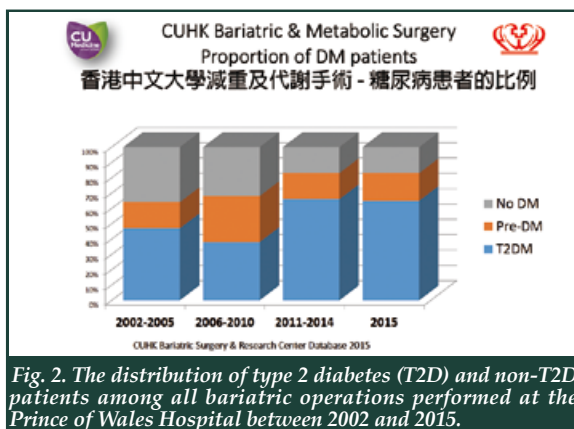 CU
Medicine
CUHK Bariatric & Metabolic Surgery
Proportion of DM patients
香港中文大學減重及代謝手術 - 糖尿病患者的比例
100%
90%
80%
70%
60%
50%
40%
30%
20%
10%
0%
No DM
Pre-DM
T2DM
2002-2005 2006-2010 2011-2014 2015
CUHK Bariatric Surgery & Research Center Database 2015
Fig. 2. The distribution of type 2 diabetes (T2D) and non-T2D
patients among all bariatric operations performed at the
Prince of Wales Hospital between 2002 and 2015.